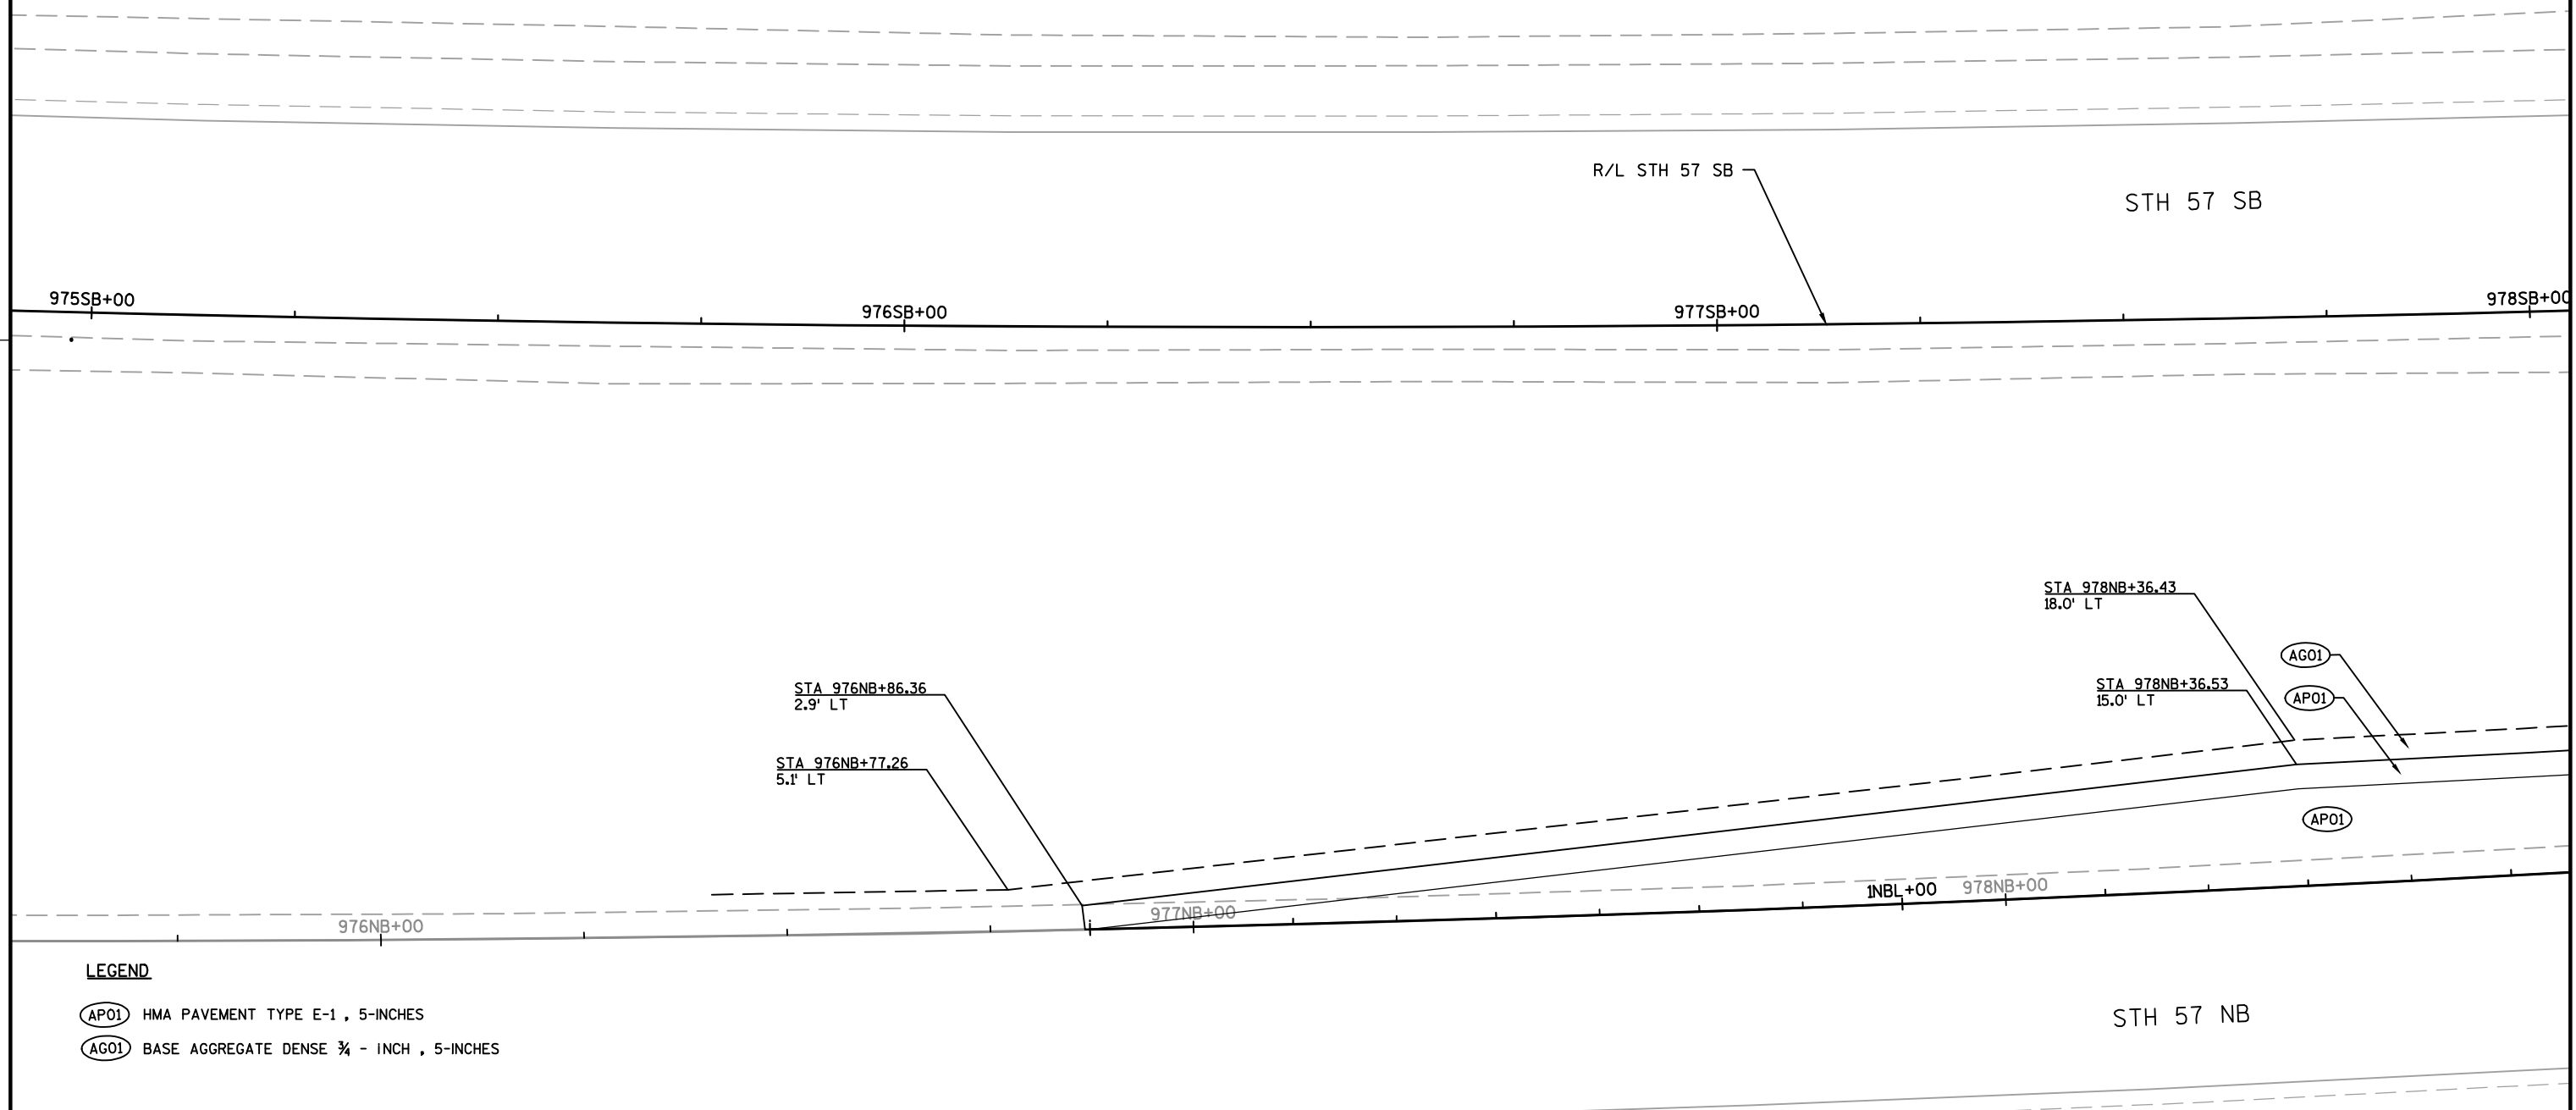 R/L STH 57 SB
STH 57 SB
975SB+00
976SB+00
977SB+00
978SB+00
STA 978NB+36.43
18.0' LT
AG01
STA 976NB+86.36
2.9' LT
STA 978NB+36.53
15.0' LT
AP01
STA 976NB+77.26
5.1' LT
AP01
1NBL+00
978NB+00
977NB+00
976NB+00
LEGEND
AP01 HMA PAVEMENT TYPE E-1 , 5-INCHES
AG01 BASE AGGREGATE DENSE ¾ - INCH , 5-INCHES
STH 57 NB